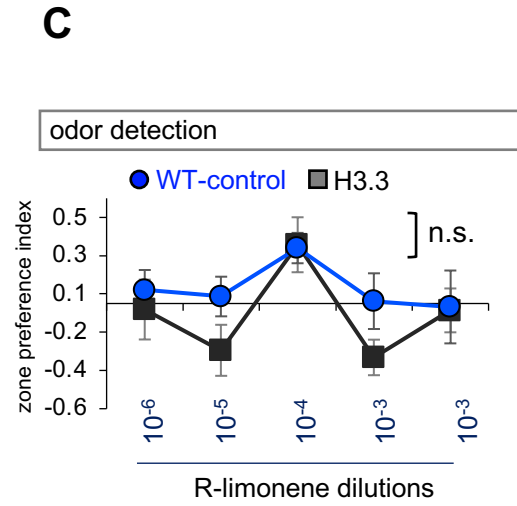 C
odor detection
WT-control H3.3
n.s.
zone preference index
0.5
0.3
0.1
-0.2
-0.4
-0.6
10-6 10-5 10-4 10-3 10-3
R-limonene dilutions